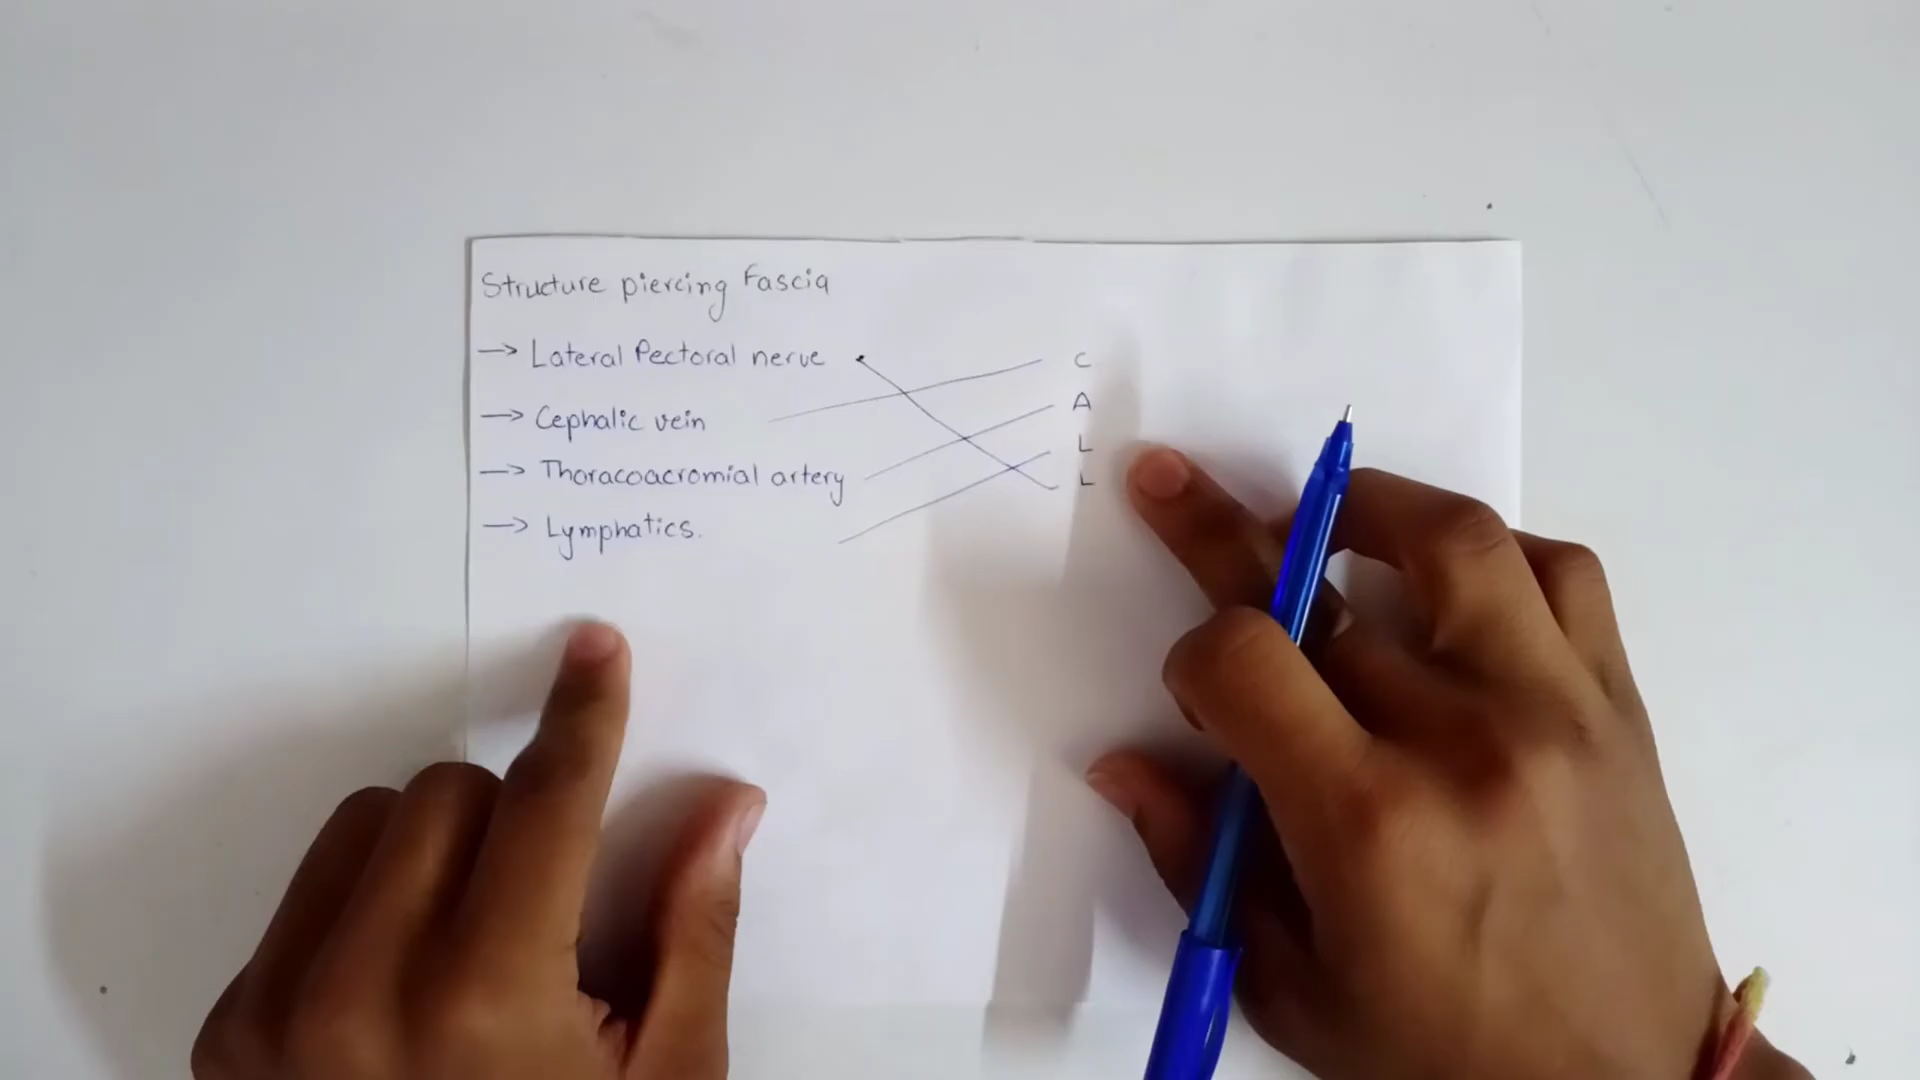 Structure piercing Fascia
→ Lateral Pectoral nerve
C
→ Cephalic vein
A
→ Thoracoacromial artery
L
L
→ Lymphatics.